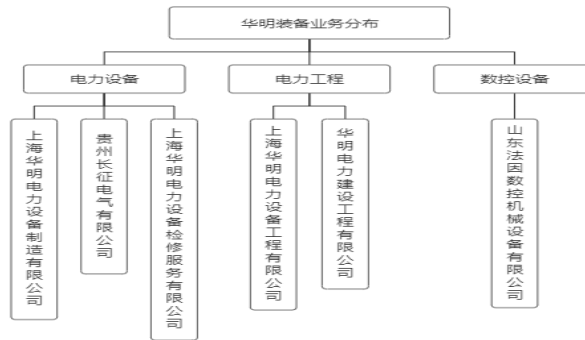 华明装备业务分布
电力设备
电力工程
数控设备
上海华明电力设备制造有限公司
贵州长征电气有限公司
上海华明电力设备检修服务有限公司
上海华明电力设备工程有限公司
华明电力建设工程有限公司
山东法因数控机械设备有限公司